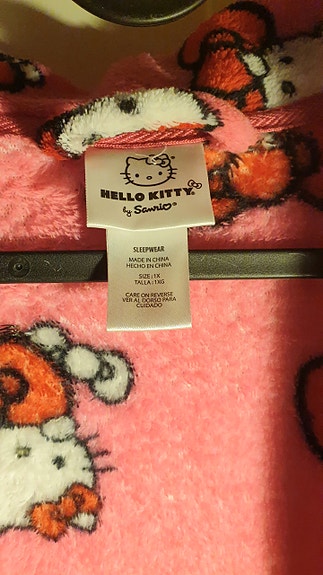 HELLO KITTY
by Sanrio®
SLEEPWEAR
MADE IN CHINA
HECHO EN CHINA
SIZE: 1X
TALLA: 1XG
CARE ON REVERSE
VER AL DORSO PARA
CUIDADO